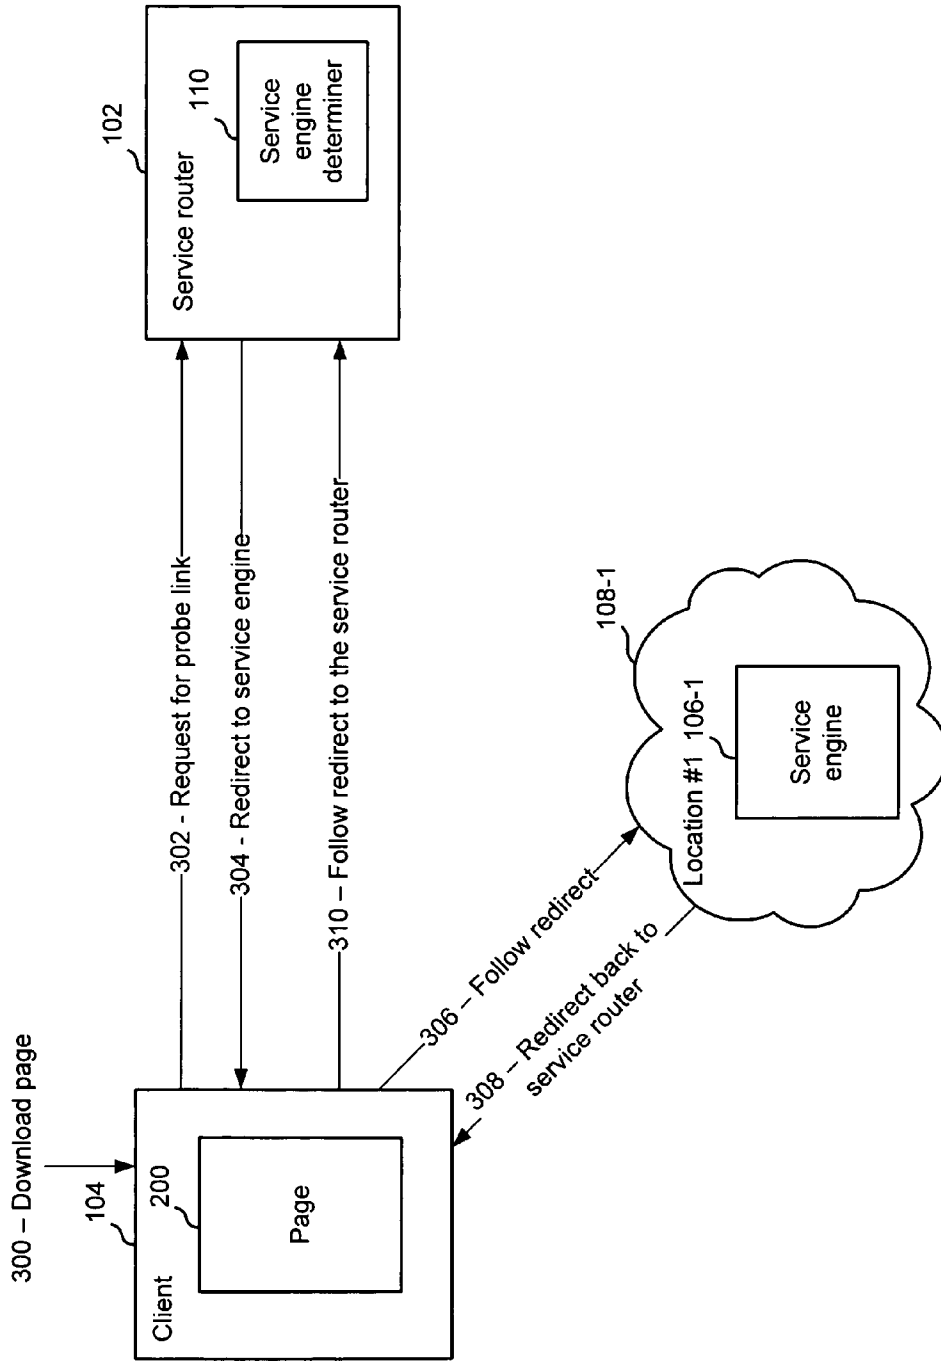 300 – Download page
104
Client
200
Page
302 - Request for probe link
304 - Redirect to service engine
310 – Follow redirect to the service router
306 – Follow redirect
308 – Redirect back to
service router
102
Service router
110
Service
engine
determiner
108-1
Location #1
106-1
Service
engine